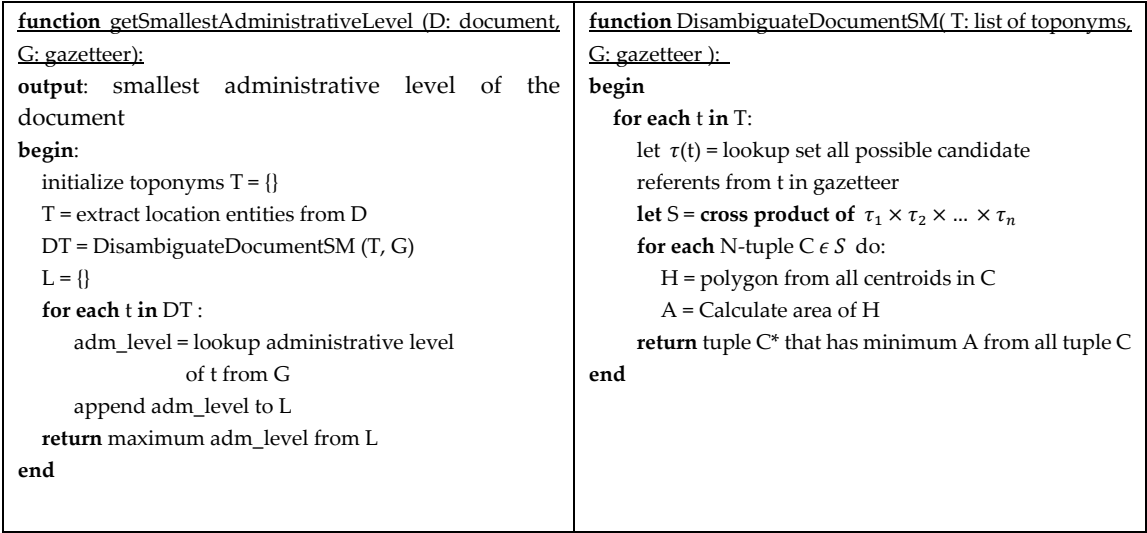 function getSmallestAdministrativeLevel (D: document,
G: gazetteer):
output: smallest administrative level of the
document
begin:
initialize toponyms T = {}
T = extract location entities from D
DT = DisambiguateDocumentSM (T, G)
L = {}
for each t in DT :
adm_level = lookup administrative level
of t from G
append adm_level to L
return maximum adm_level from L
end
function DisambiguateDocumentSM( T: list of toponyms,
G: gazetteer ):
begin
for each t in T:
let τ(t) = lookup set all possible candidate
referents from t in gazetteer
let S = cross product of τ₁ × τ₂ × … × τₙ
for each N-tuple C ϵ S do:
H = polygon from all centroids in C
A = Calculate area of H
return tuple C* that has minimum A from all tuple C
end